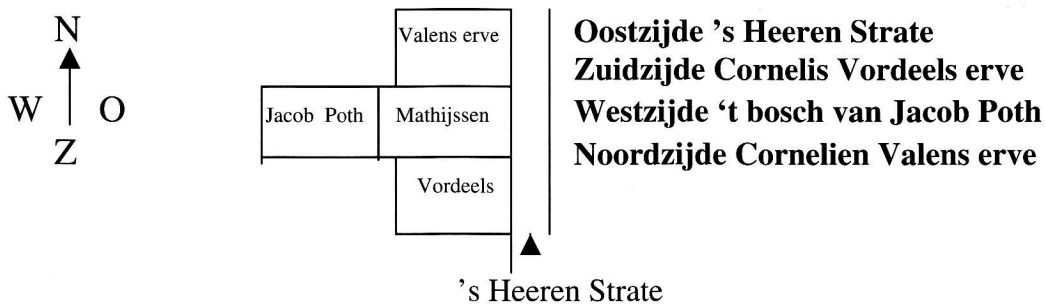 N
W O
Z
Valens erve
Jacob Poth Mathijssen
Vordeels
's Heeren Strate
Oostzijde ’s Heeren Strate
Zuidzijde Cornelis Vordeels erve
Westzijde ‘t bosch van Jacob Poth
Noordzijde Cornelien Valens erve